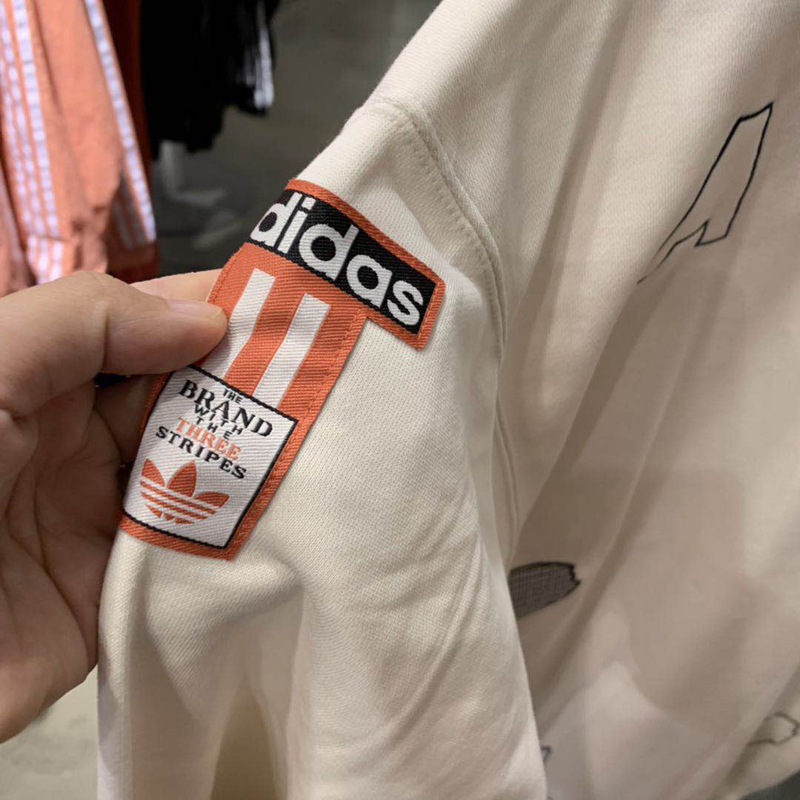 adidas
THE
BRAND
WITH
THE
THREE
STRIPES